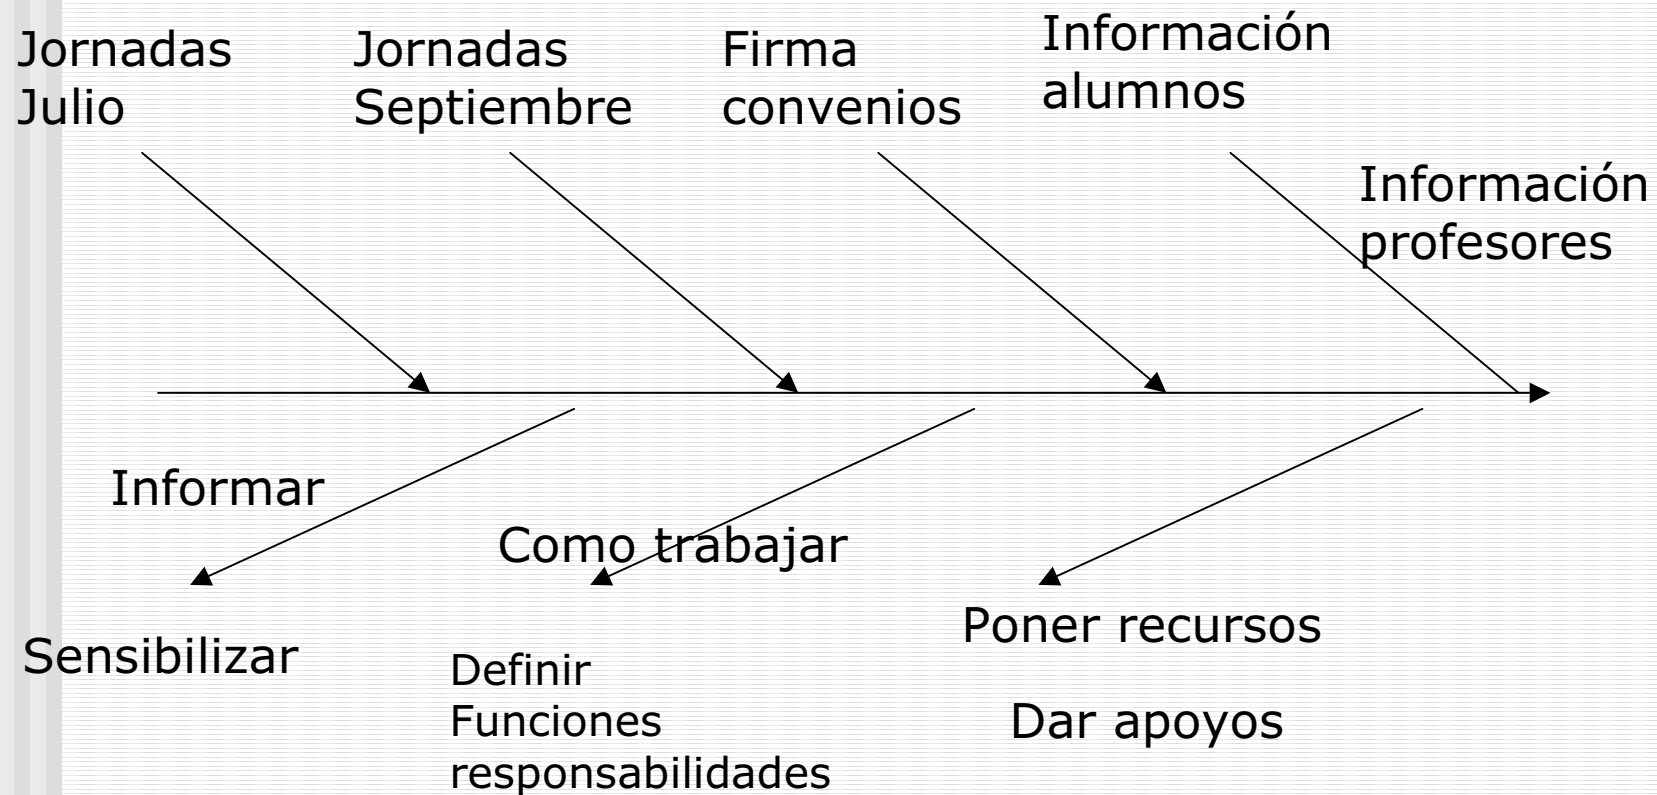 Jornadas
Julio
Jornadas
Septiembre
Firma
convenios
Información
alumnos
Información
profesores
Informar
Como trabajar
Sensibilizar
Definir
Funciones
responsabilidades
Poner recursos
Dar apoyos